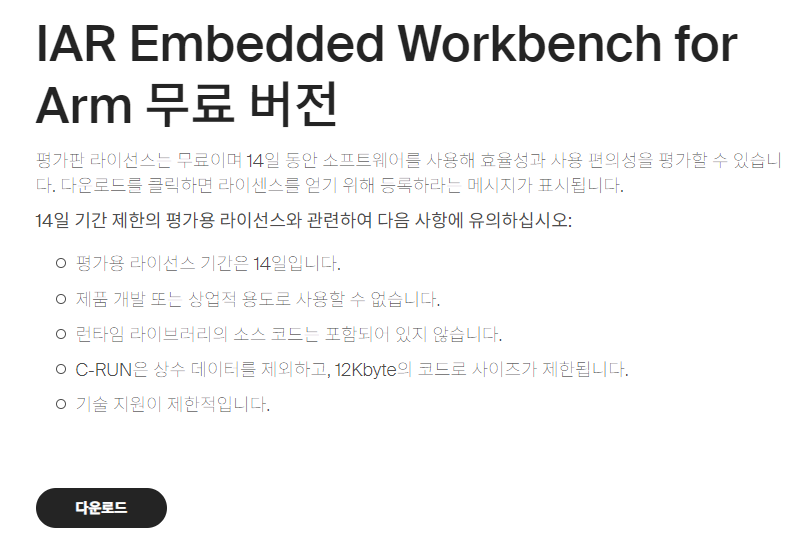 IAR Embedded Workbench for
Arm 무료 버전
평가판 라이선스는 무료이며 14일 동안 소프트웨어를 사용해 효율성과 사용 편의성을 평가할 수 있습니
다. 다운로드를 클릭하면 라이센스를 얻기 위해 등록하라는 메시지가 표시됩니다.
14일 기간 제한의 평가용 라이선스와 관련하여 다음 사항에 유의하십시오:
평가용 라이선스 기간은 14일입니다.
제품 개발 또는 상업적 용도로 사용할 수 없습니다.
런타임 라이브러리의 소스 코드는 포함되어 있지 않습니다.
C-RUN은 상수 데이터를 제외하고, 12Kbyte의 코드로 사이즈가 제한됩니다.
기술 지원이 제한적입니다.
다운로드